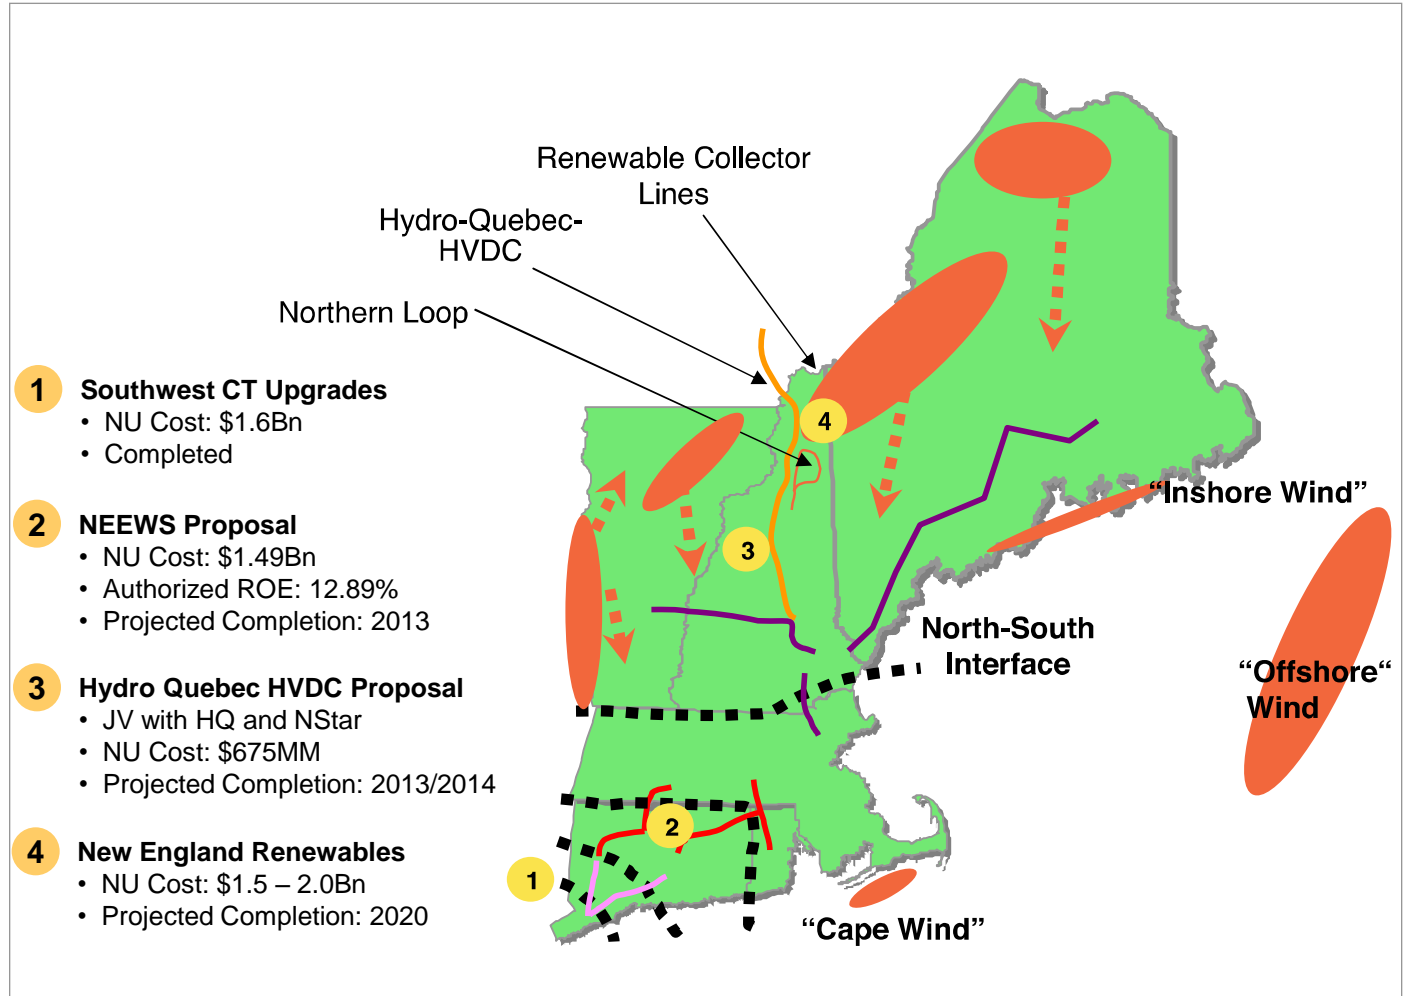 Renewable Collector
Lines
Hydro-Quebec-
HVDC
Northern Loop
1 Southwest CT Upgrades
• NU Cost: $1.6Bn
• Completed
2 NEEWS Proposal
• NU Cost: $1.49Bn
• Authorized ROE: 12.89%
• Projected Completion: 2013
3 Hydro Quebec HVDC Proposal
• JV with HQ and NStar
• NU Cost: $675MM
• Projected Completion: 2013/2014
4 New England Renewables
• NU Cost: $1.5 – 2.0Bn
• Projected Completion: 2020
4
3
2
1
“Inshore Wind”
North-South
Interface
“Offshore“
Wind
“Cape Wind”